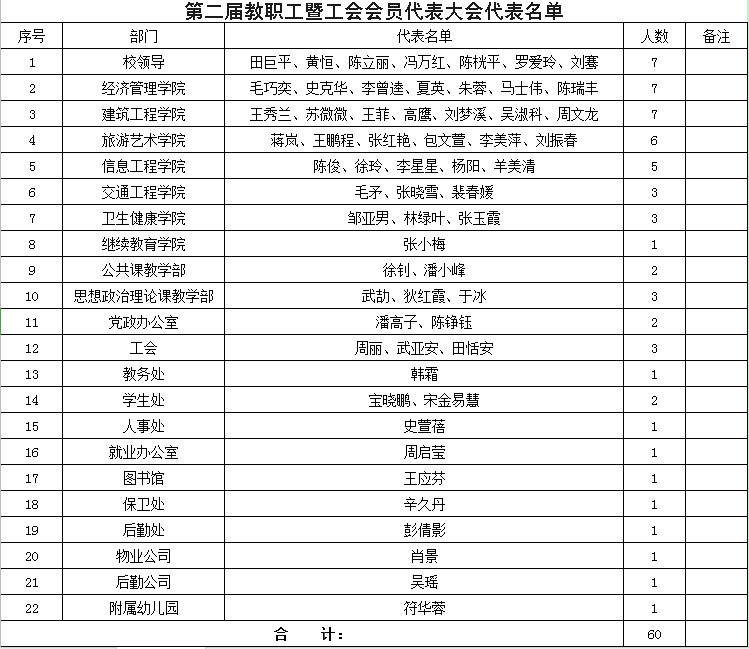 第二届教职工暨工会会员代表大会代表名单
序号 部门 代表名单 人数 备注
1 校领导 田巨平、黄恒、陈立丽、冯万红、陈桄平、罗爱玲、刘骞 7
2 经济管理学院 毛巧奕、史克华、李曾逵、夏英、朱蓉、马士伟、陈瑞丰 7
3 建筑工程学院 王秀兰、苏微微、王菲、高鹰、刘梦溪、吴淑科、周文龙 7
4 旅游艺术学院 蒋岚、王鹏程、张红艳、包文萱、李美萍、刘振春 6
5 信息工程学院 陈俊、徐玲、李星星、杨阳、羊美清 5
6 交通工程学院 毛矛、张晓雪、裴春媛 3
7 卫生健康学院 邹亚男、林绿叶、张玉霞 3
8 继续教育学院 张小梅 1
9 公共课教学部 徐钊、潘小峰 2
10 思想政治理论课教学部 武劼、狄红霞、于冰 3
11 党政办公室 潘高子、陈铮钰 2
12 工会 周丽、武亚安、田恬安 3
13 教务处 韩霜 1
14 学生处 宝晓鹏、宋金易慧 2
15 人事处 史萱蓓 1
16 就业办公室 周启莹 1
17 图书馆 王应芬 1
18 保卫处 辛久丹 1
19 后勤处 彭倩影 1
20 物业公司 肖景 1
21 后勤公司 吴瑶 1
22 附属幼儿园 符华蓉 1
合 计： 60